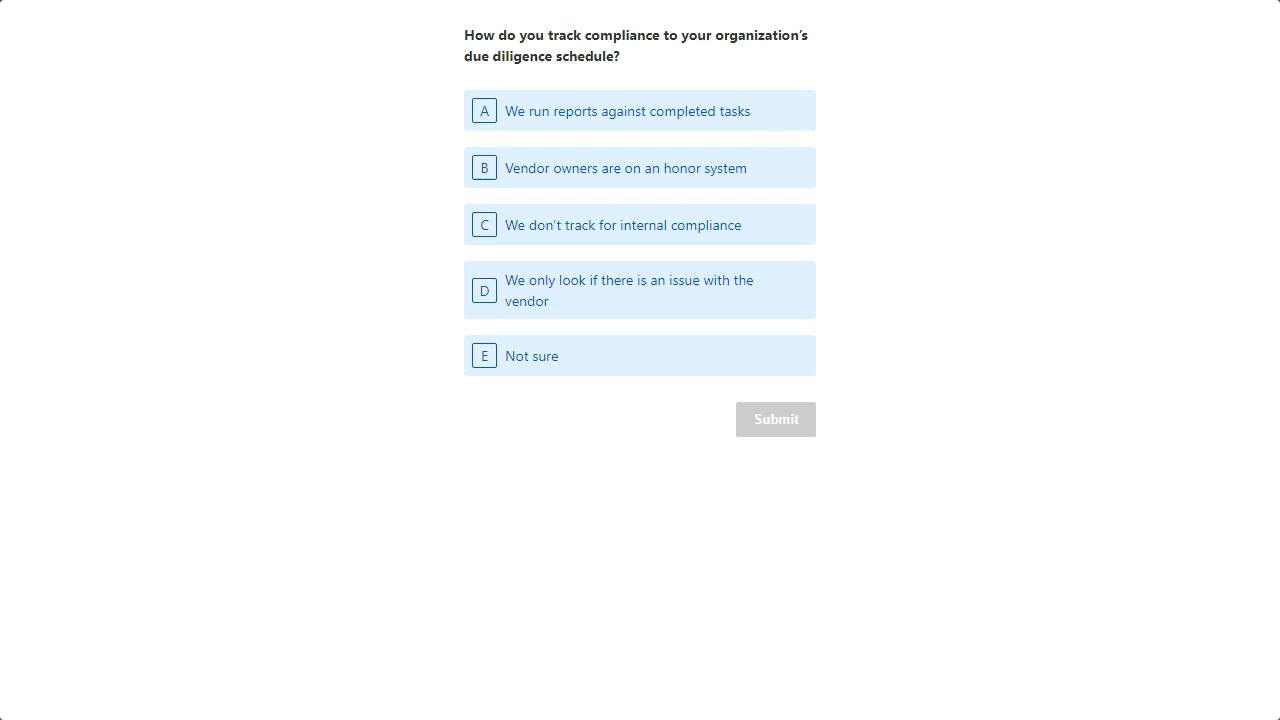 How do you track compliance to your organization's
due diligence schedule?
A We run reports against completed tasks
B Vendor owners are on an honor system
C We don't track for internal compliance
D We only look if there is an issue with the
vendor
E Not sure
Submit